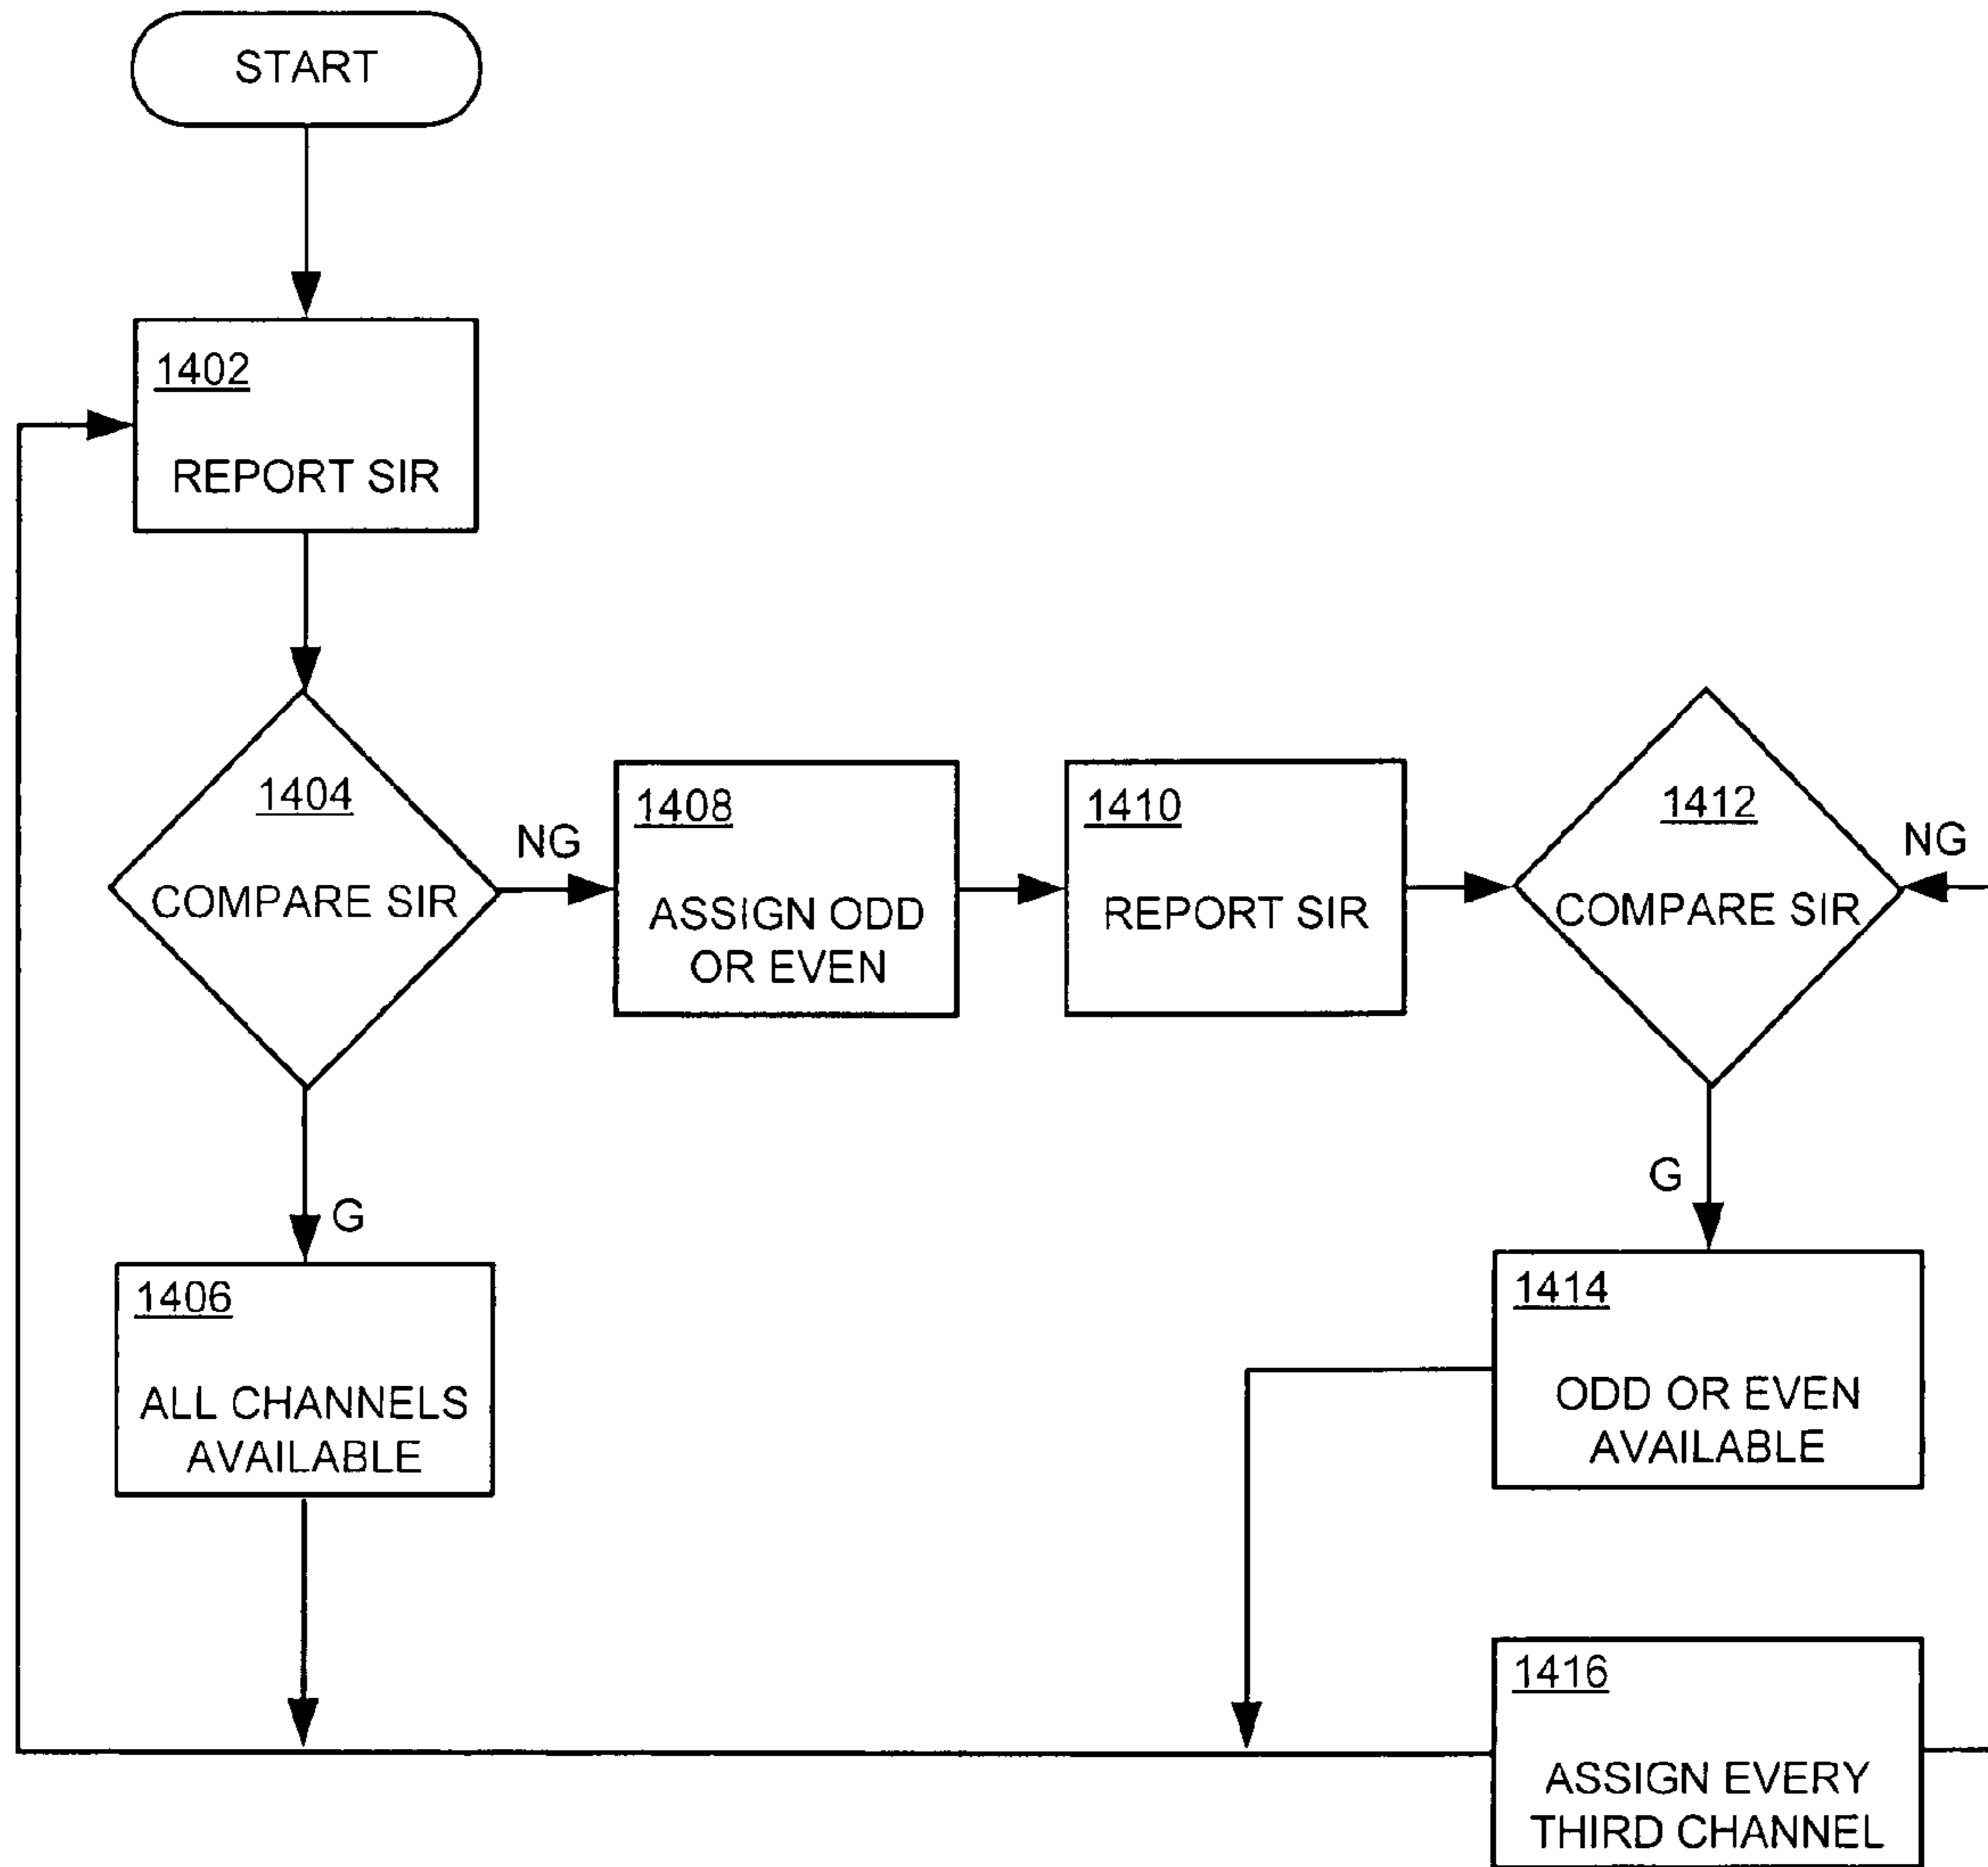 START
1402
REPORT SIR
1404
COMPARE SIR
NG
G
1406
ALL CHANNELS
AVAILABLE
1408
ASSIGN ODD
OR EVEN
1410
REPORT SIR
1412
COMPARE SIR
NG
G
1414
ODD OR EVEN
AVAILABLE
1416
ASSIGN EVERY
THIRD CHANNEL